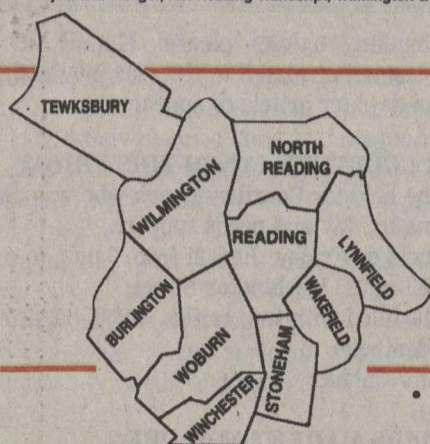 TEWKSBURY
NORTH
READING
WILMINGTON
READING
LYNNFIELD
BURLINGTON
WAKEFIELD
WOBURN
STONEHAM
WINCHESTER